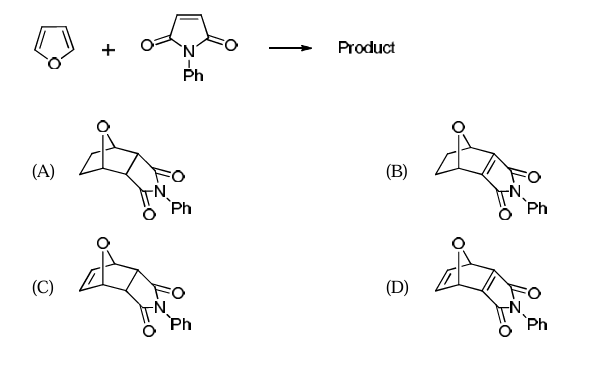 O + O N O Ph Product
(A) O O N Ph O
(B) O O N Ph O
(C) O O N Ph O
(D) O O N Ph O